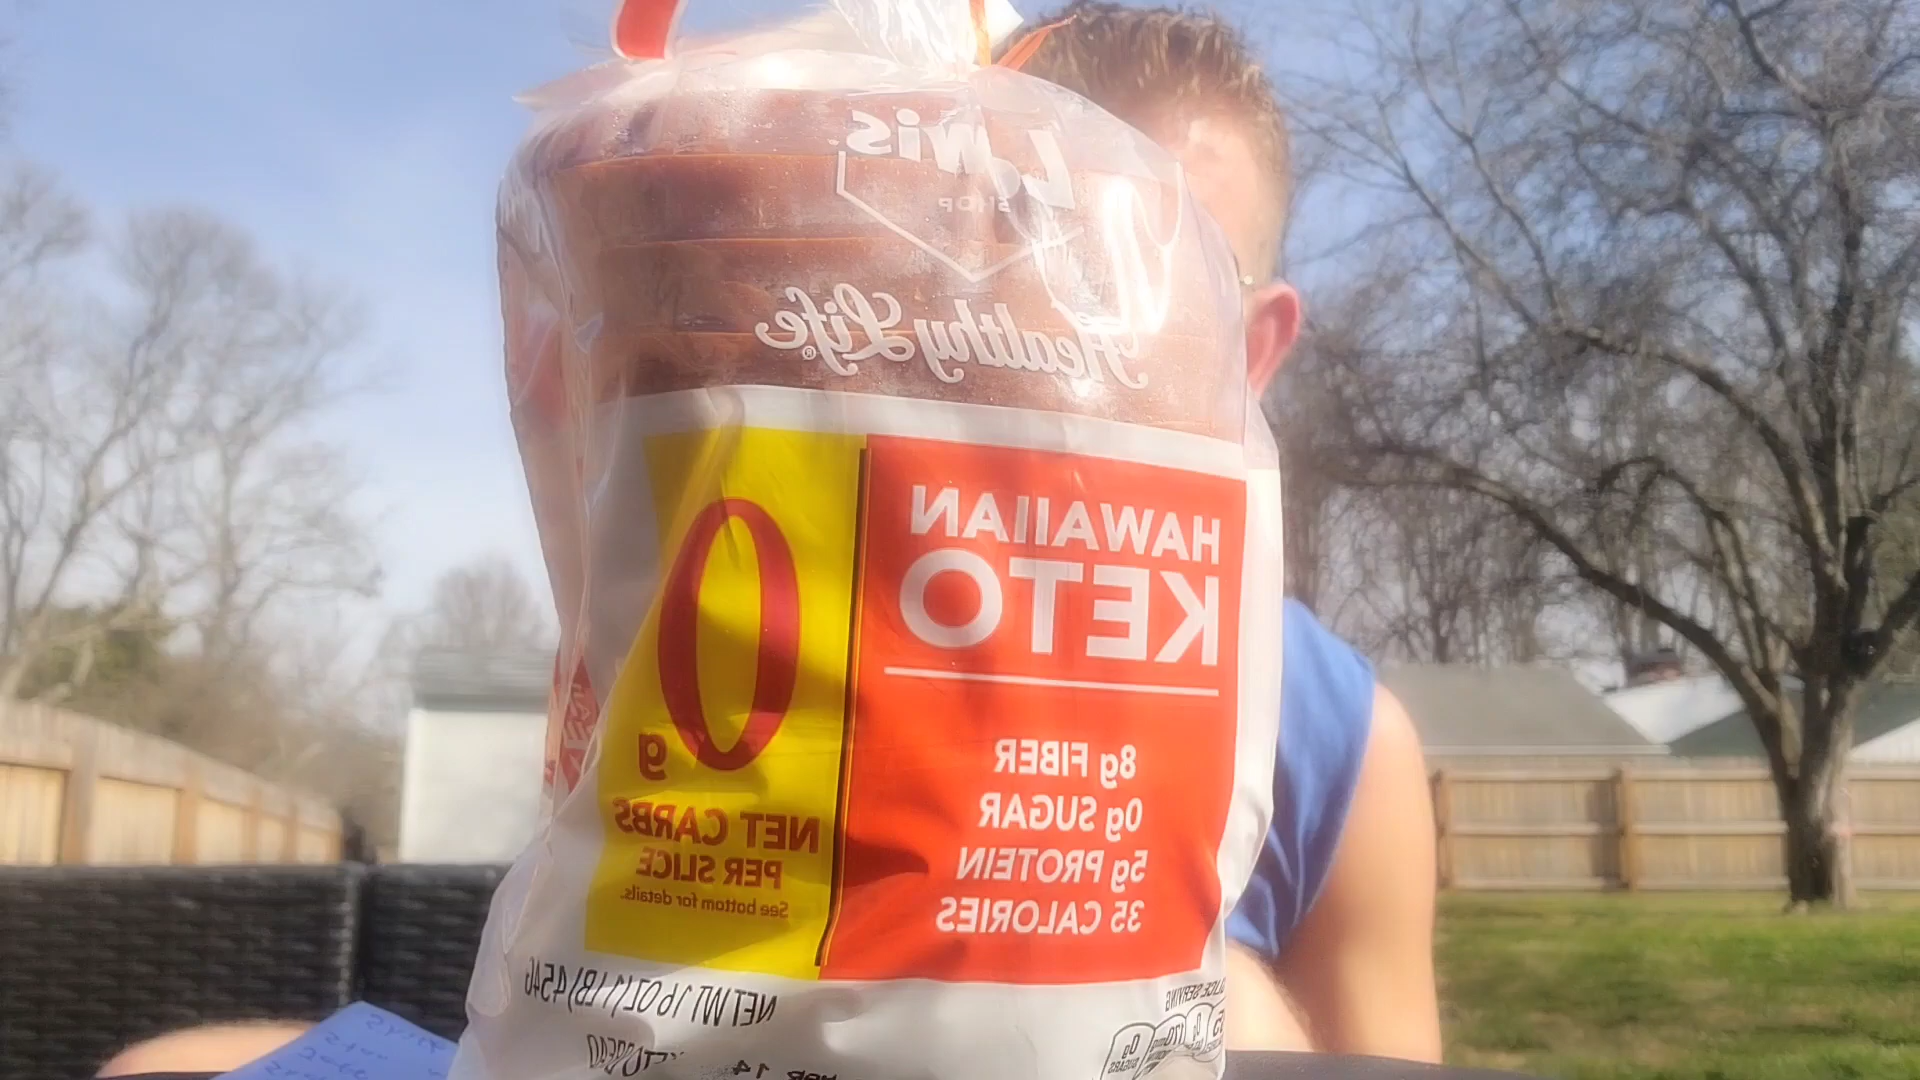 Lewis
SHOP
Healthy Life®
HAWAIIAN
KETO
8g FIBER
0g SUGAR
5g PROTEIN
35 CALORIES
0g
NET CARBS
PER SLICE
See bottom for details.
NET WT 16 OZ (1 LB) 454G